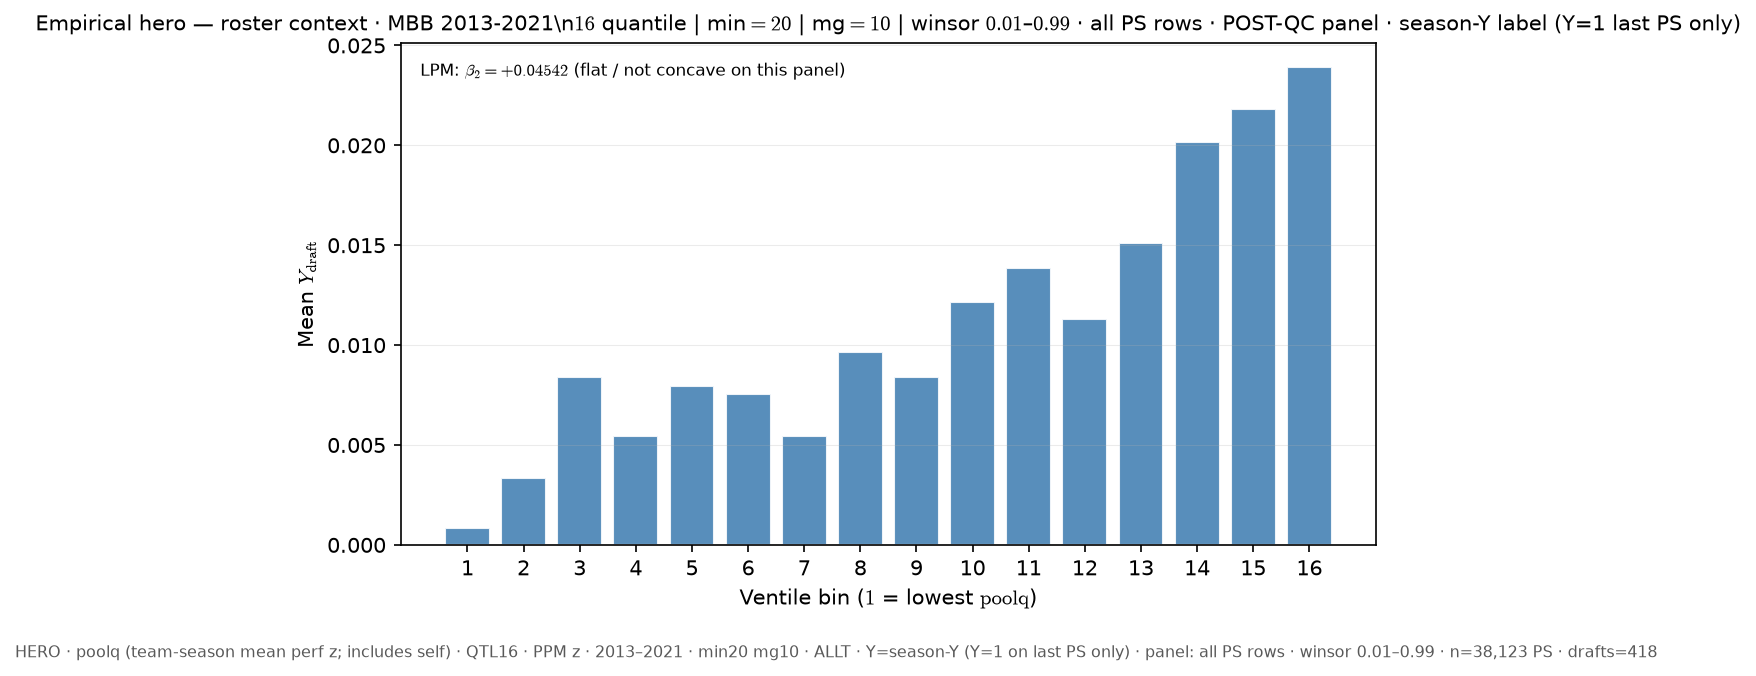 Empirical hero — roster context · MBB 2013-2021\n16 quantile | min = 20 | mg = 10 | winsor 0.01–0.99 · all PS rows · POST-QC panel · season-Y label (Y=1 last PS only)
LPM: β₂ = +0.04542 (flat / not concave on this panel)
0.025
0.020
0.015
0.010
0.005
0.000
Mean Y_draft
1 2 3 4 5 6 7 8 9 10 11 12 13 14 15 16
Ventile bin (1 = lowest poolq)
HERO · poolq (team-season mean perf z; includes self) · QTL16 · PPM z · 2013–2021 · min20 mg10 · ALLT · Y=season-Y (Y=1 on last PS only) · panel: all PS rows · winsor 0.01–0.99 · n=38,123 PS · drafts=418